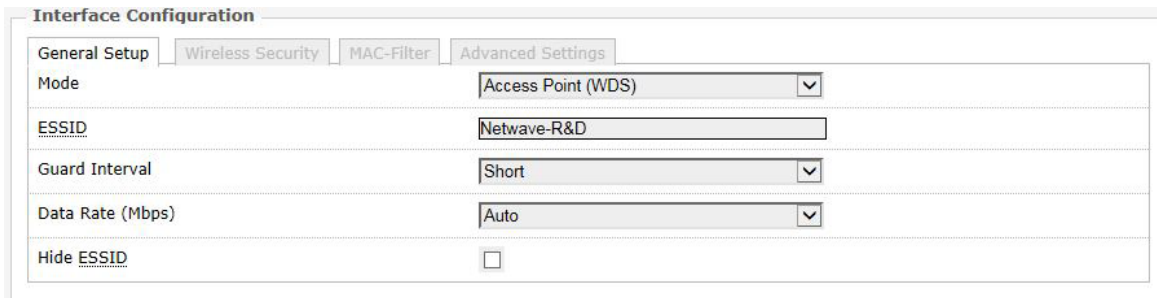 Interface Configuration
General Setup Wireless Security MAC-Filter Advanced Settings
Mode Access Point (WDS)
ESSID Netwave-R&D
Guard Interval Short
Data Rate (Mbps) Auto
Hide ESSID